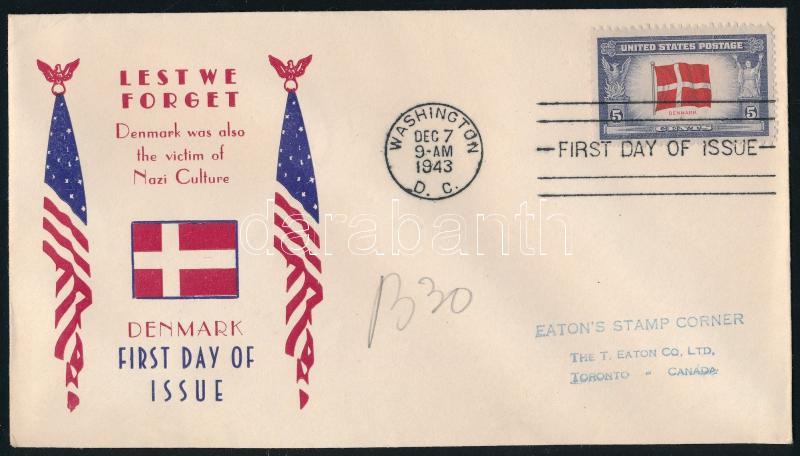 LEST WE
FORGET
Denmark was also
the victim of
Nazi Culture
DENMARK
FIRST DAY OF
ISSUE
WASHINGTON
DEC 7
9-AM
1943
D. C.
UNITED STATES POSTAGE
DENMARK
5 5
CENTS
FIRST DAY OF ISSUE
darabanth
B30
EATON'S STAMP CORNER
THE T. EATON CO, LTD,
TORONTO - CANADA